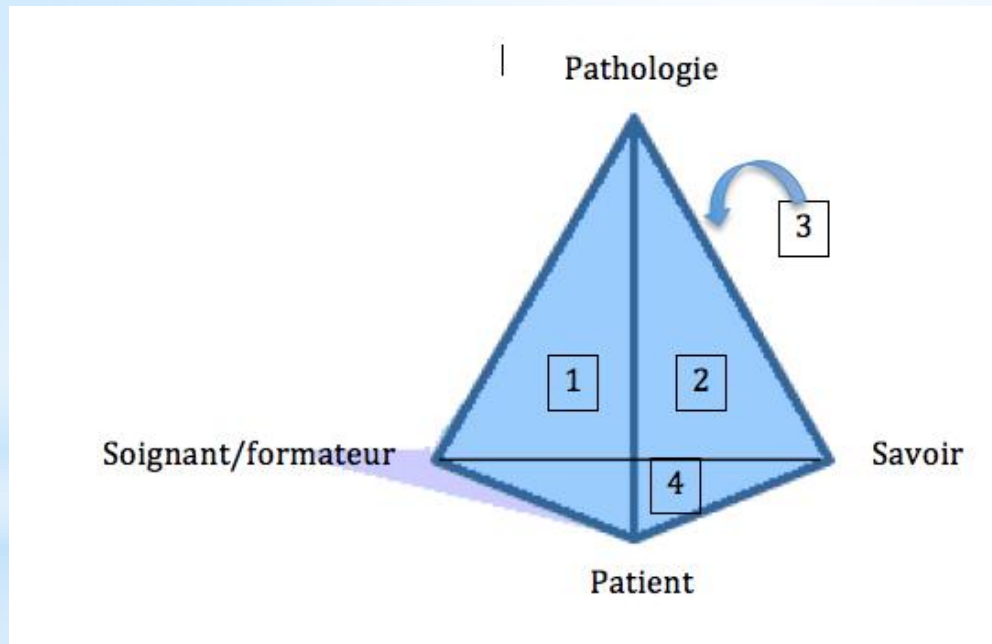 Pathologie
3
1
2
Soignant/formateur
Savoir
4
Patient